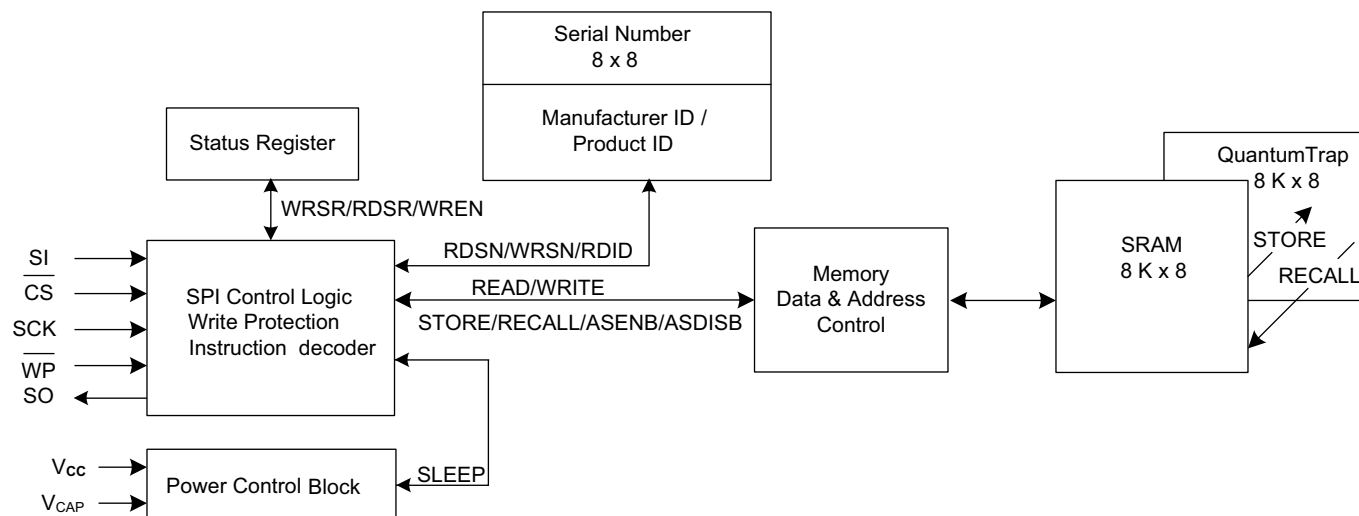 Serial Number
8 x 8
Manufacturer ID /
Product ID
Status Register
QuantumTrap
8 K x 8
WRSR/RDSR/WREN
SI
CS
SCK
WP
SO
SPI Control Logic
Write Protection
Instruction decoder
RDSN/WRSN/RDID
READ/WRITE
STORE/RECALL/ASENB/ASDISB
Memory
Data & Address
Control
SRAM
8 K x 8
STORE
RECALL
VCC
VCAP
Power Control Block
SLEEP